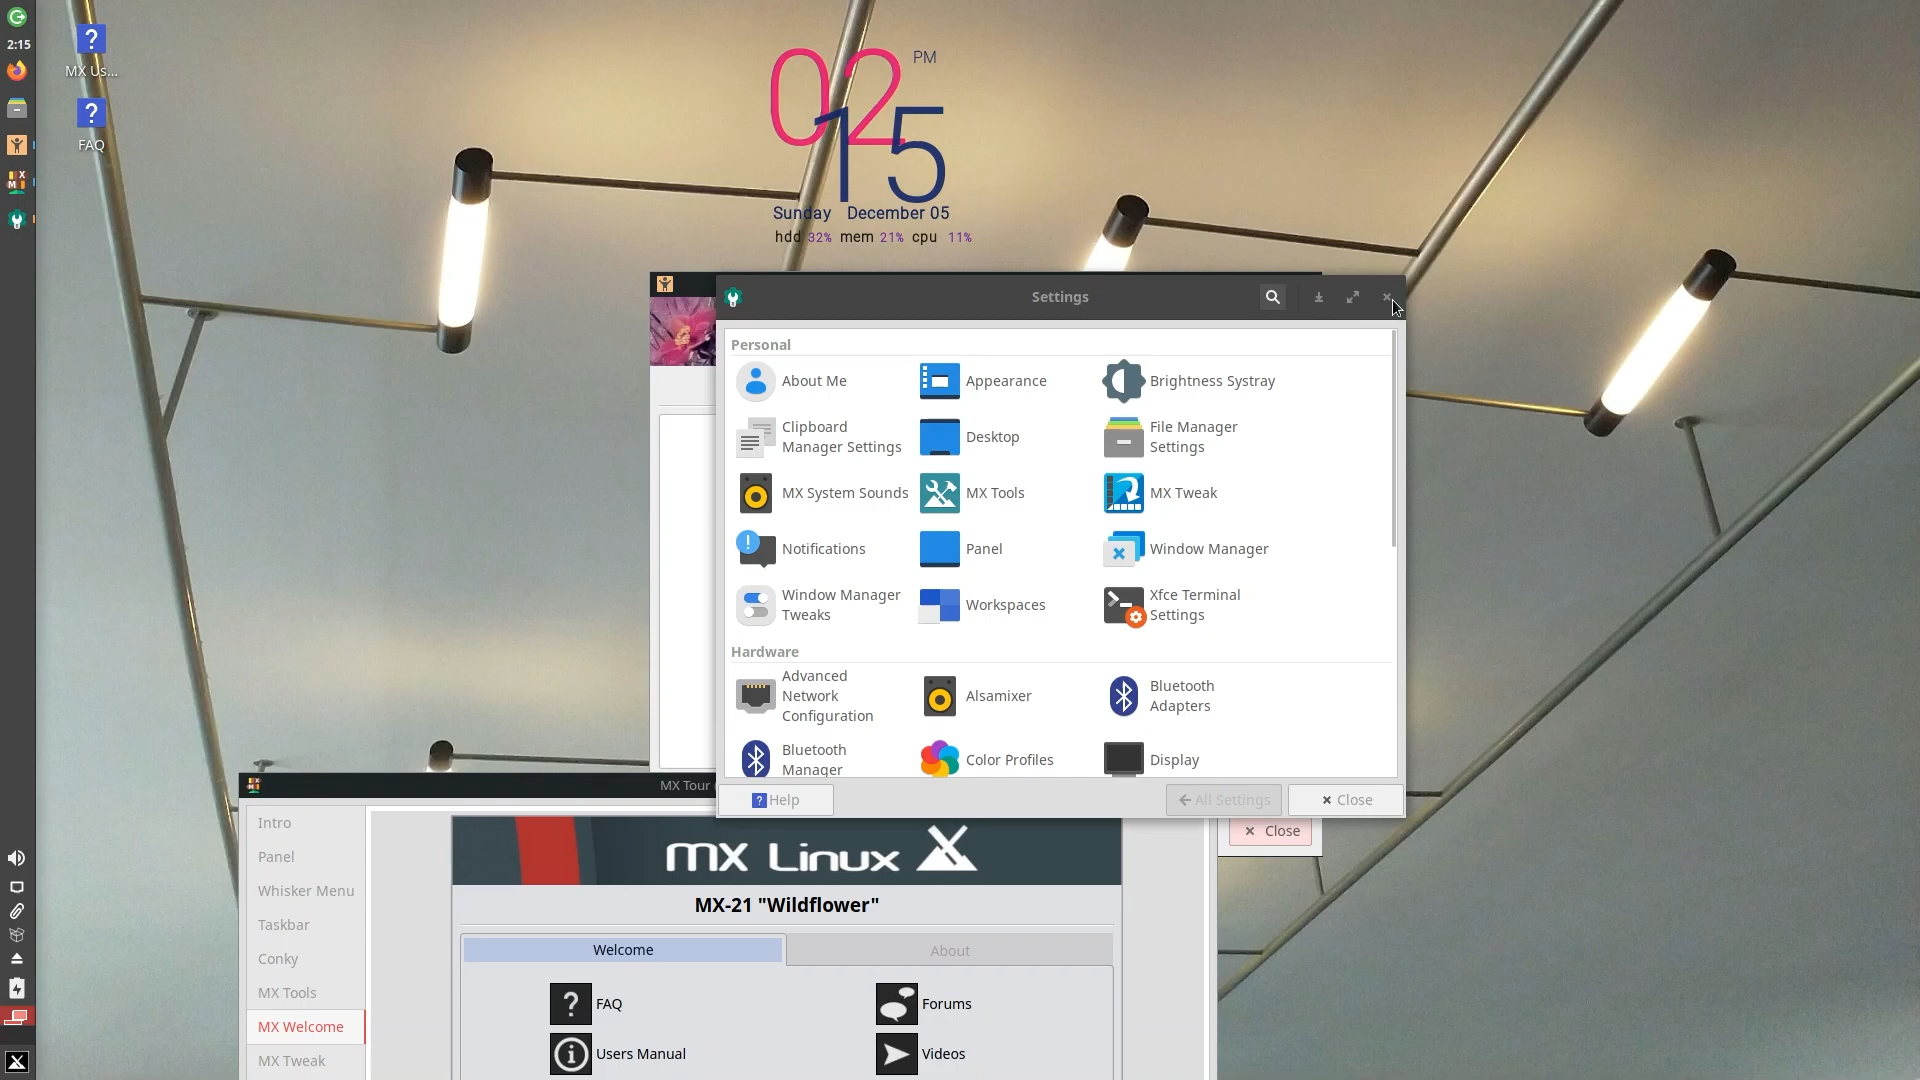 2:15
MX Us...
FAQ
02 PM
15
Sunday December 05
hdd 32% mem 21% cpu 11%
Settings
Personal
About Me
Appearance
Brightness Systray
Clipboard
Manager Settings
Desktop
File Manager
Settings
MX System Sounds
MX Tools
MX Tweak
Notifications
Panel
Window Manager
Window Manager
Tweaks
Workspaces
Xfce Terminal
Settings
Hardware
Advanced
Network
Configuration
Alsamixer
Bluetooth
Adapters
Bluetooth
Manager
Color Profiles
Display
Help
All Settings
Close
Close
MX Tour
Intro
Panel
Whisker Menu
Taskbar
Conky
MX Tools
MX Welcome
MX Tweak
MX Linux
MX-21 "Wildflower"
Welcome
About
FAQ
Forums
Users Manual
Videos